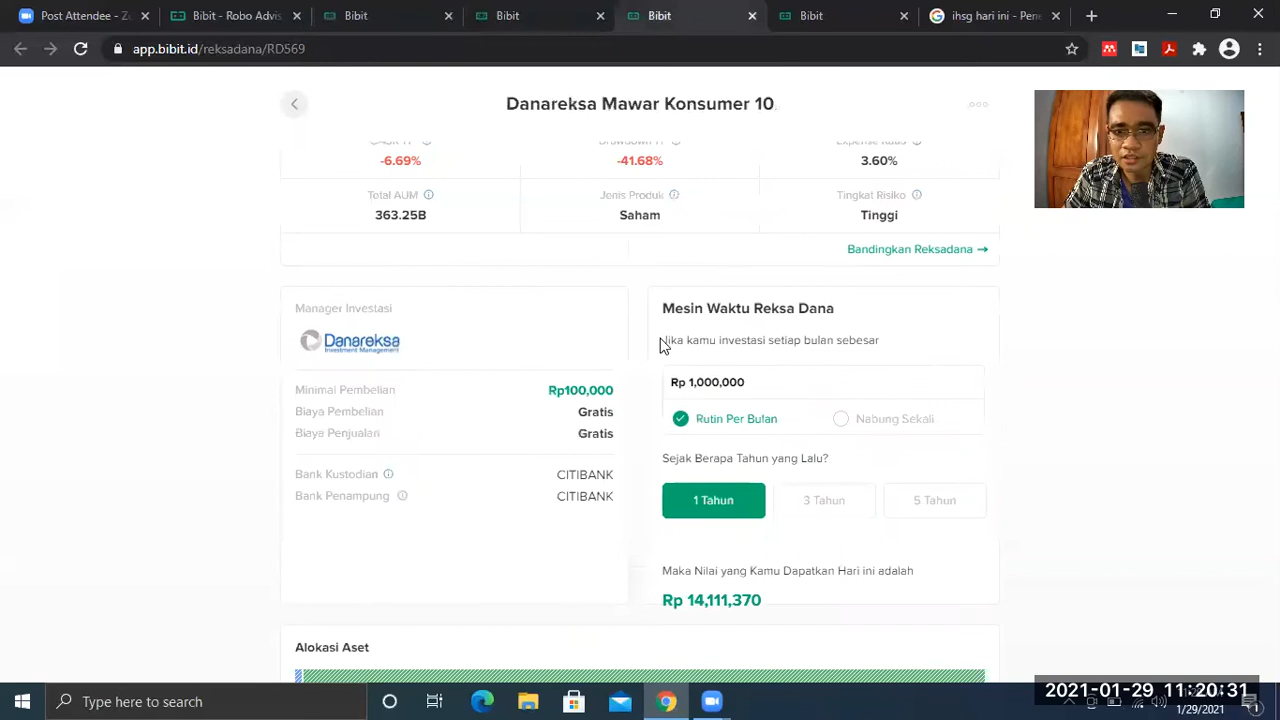 Post Attendee - Zo
Bibit - Robo Advis
Bibit
Bibit
Bibit
Bibit
ihsg hari ini - Pene
app.bibit.id/reksadana/RD569
Danareksa Mawar Konsumer 10...
-6.69%
-41.68%
3.60%
Total AUM
Jenis Produk
Tingkat Risiko
363.25B
Saham
Tinggi
Bandingkan Reksadana →
Manager Investasi
Danareksa
Investment Management
Minimal Pembelian
Rp100,000
Biaya Pembelian
Gratis
Biaya Penjualan
Gratis
Bank Kustodian
CITIBANK
Bank Penampung
CITIBANK
Mesin Waktu Reksa Dana
Jika kamu investasi setiap bulan sebesar
Rp 1,000,000
Rutin Per Bulan
Nabung Sekali
Sejak Berapa Tahun yang Lalu?
1 Tahun
3 Tahun
5 Tahun
Maka Nilai yang Kamu Dapatkan Hari ini adalah
Rp 14,111,370
Alokasi Aset
Type here to search
2021-01-29 11:20:31
1/29/2021